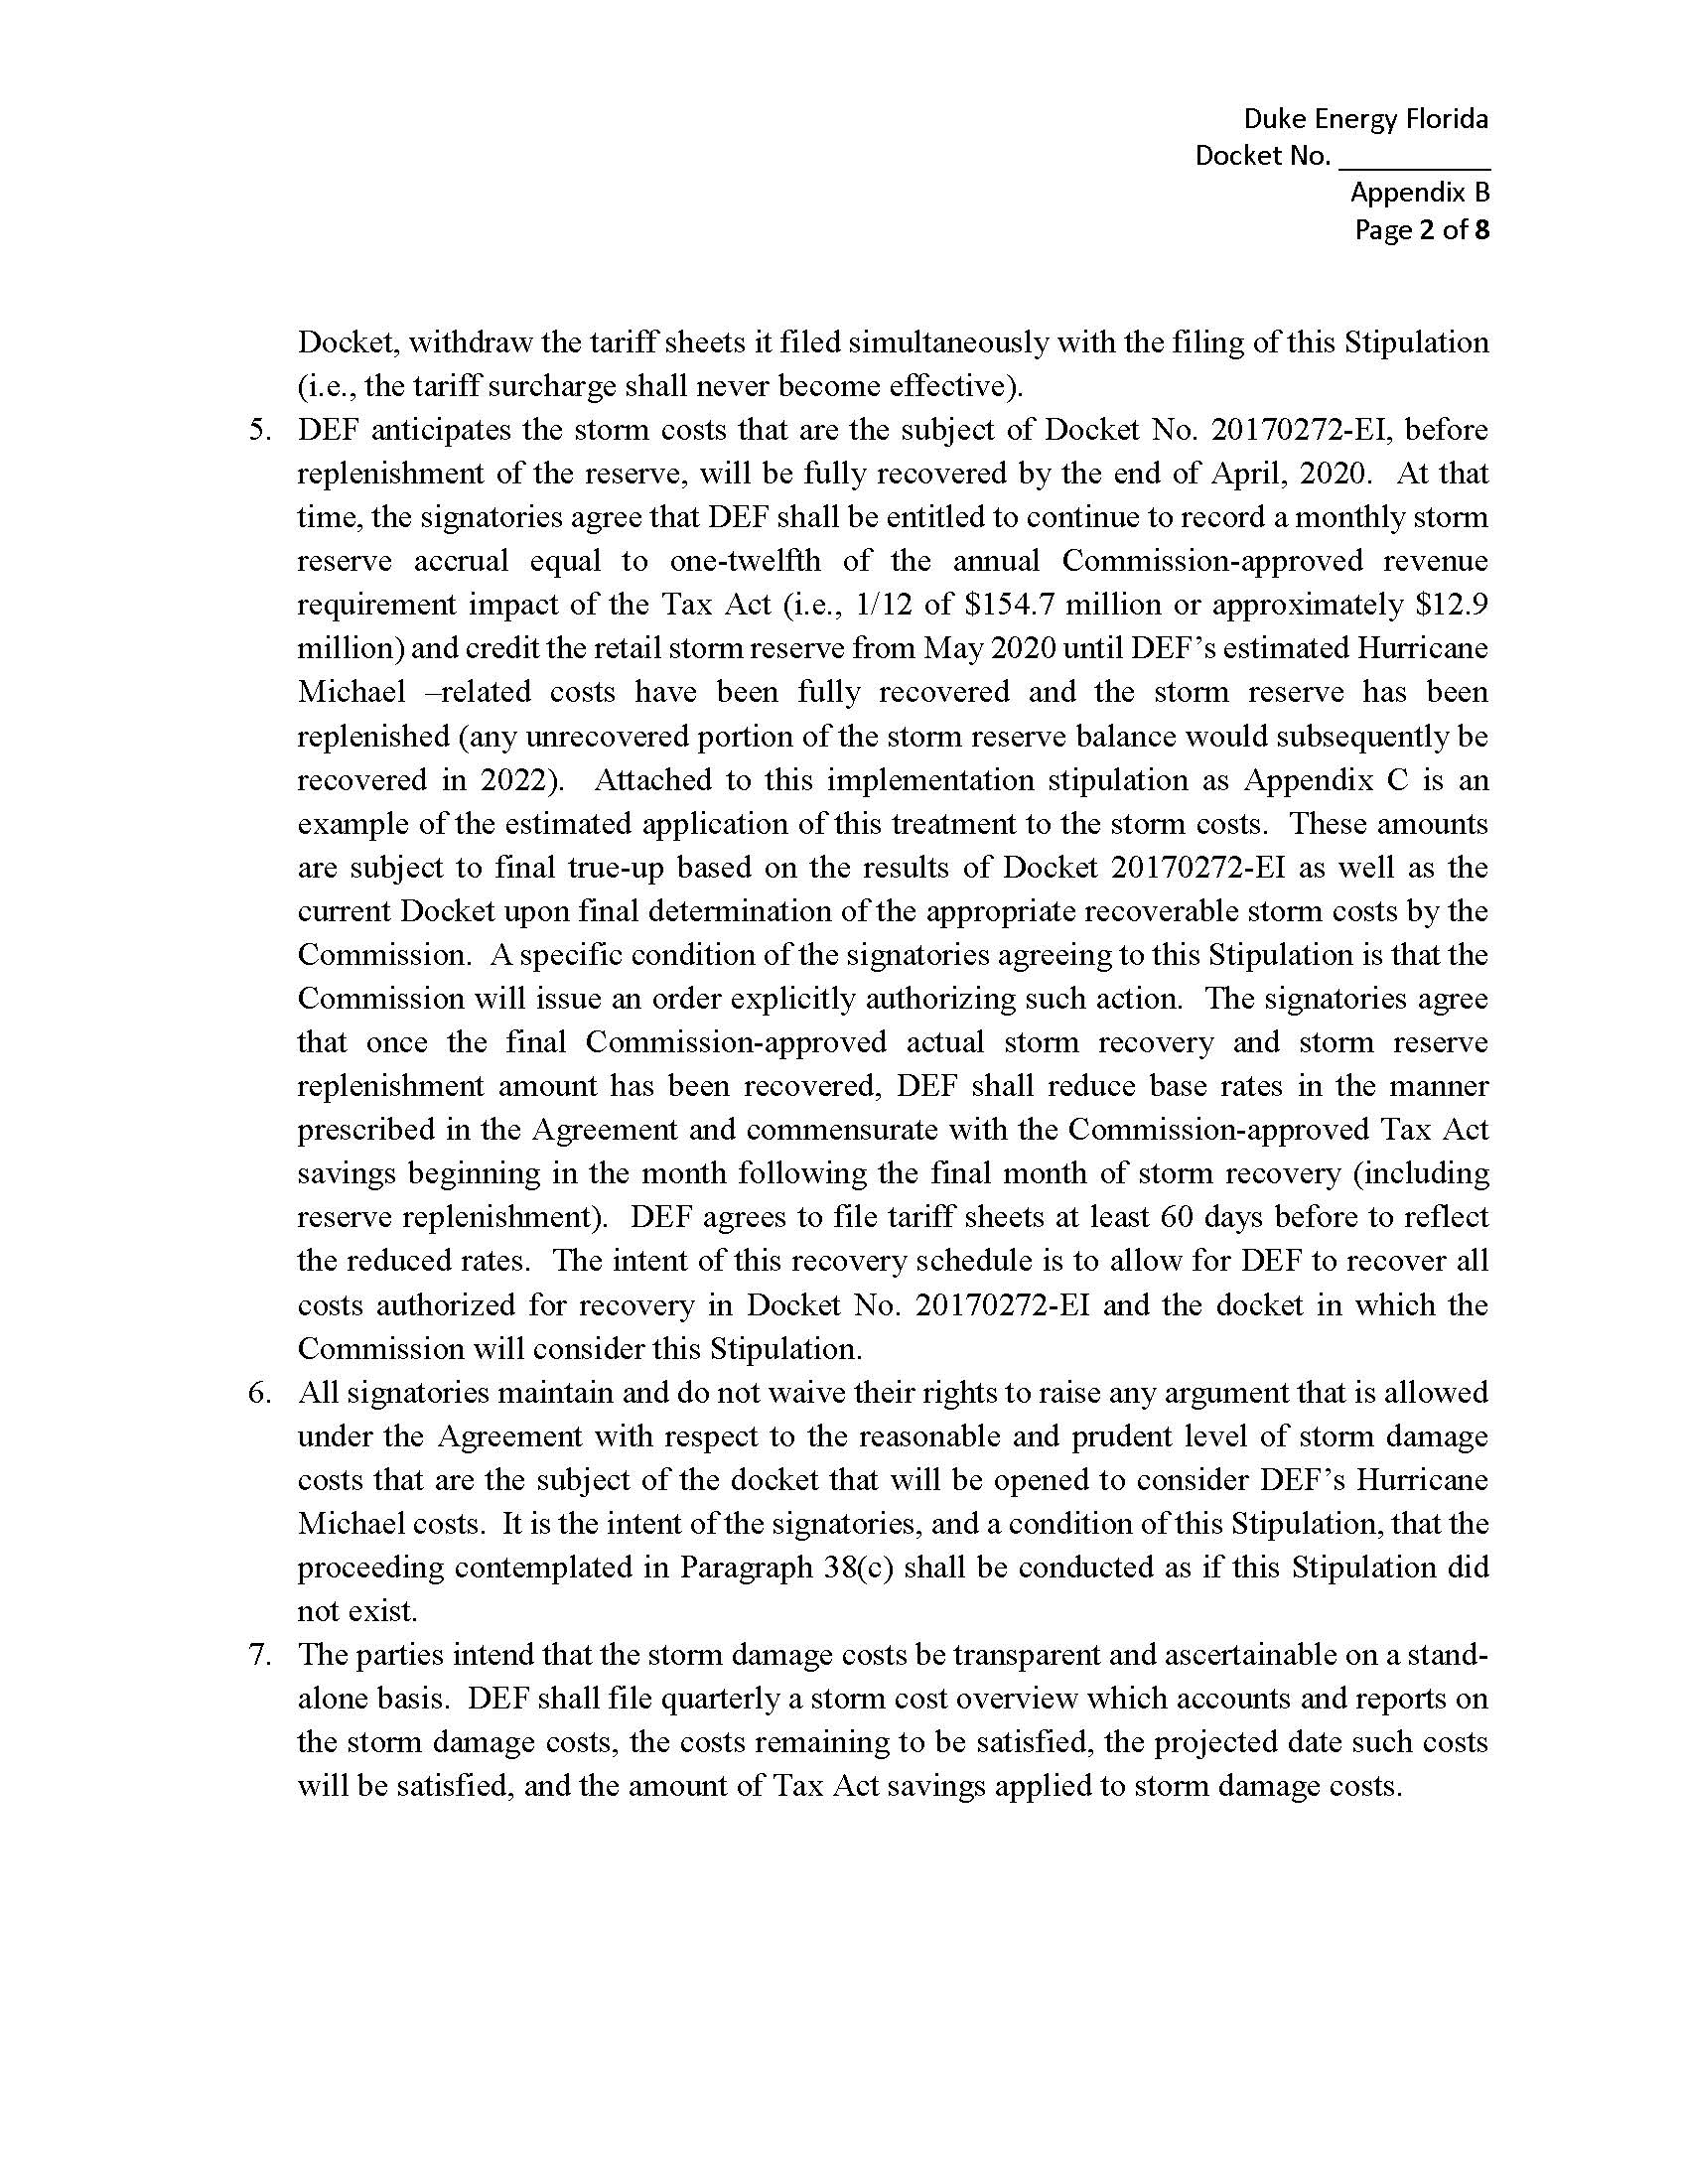 Duke Energy Florida
Docket No. __________
Appendix B
Page 2 of 8
Docket, withdraw the tariff sheets it filed simultaneously with the filing of this Stipulation
(i.e., the tariff surcharge shall never become effective).
5. DEF anticipates the storm costs that are the subject of Docket No. 20170272-EI, before
replenishment of the reserve, will be fully recovered by the end of April, 2020. At that
time, the signatories agree that DEF shall be entitled to continue to record a monthly storm
reserve accrual equal to one-twelfth of the annual Commission-approved revenue
requirement impact of the Tax Act (i.e., 1/12 of $154.7 million or approximately $12.9
million) and credit the retail storm reserve from May 2020 until DEF’s estimated Hurricane
Michael –related costs have been fully recovered and the storm reserve has been
replenished (any unrecovered portion of the storm reserve balance would subsequently be
recovered in 2022). Attached to this implementation stipulation as Appendix C is an
example of the estimated application of this treatment to the storm costs. These amounts
are subject to final true-up based on the results of Docket 20170272-EI as well as the
current Docket upon final determination of the appropriate recoverable storm costs by the
Commission. A specific condition of the signatories agreeing to this Stipulation is that the
Commission will issue an order explicitly authorizing such action. The signatories agree
that once the final Commission-approved actual storm recovery and storm reserve
replenishment amount has been recovered, DEF shall reduce base rates in the manner
prescribed in the Agreement and commensurate with the Commission-approved Tax Act
savings beginning in the month following the final month of storm recovery (including
reserve replenishment). DEF agrees to file tariff sheets at least 60 days before to reflect
the reduced rates. The intent of this recovery schedule is to allow for DEF to recover all
costs authorized for recovery in Docket No. 20170272-EI and the docket in which the
Commission will consider this Stipulation.
6. All signatories maintain and do not waive their rights to raise any argument that is allowed
under the Agreement with respect to the reasonable and prudent level of storm damage
costs that are the subject of the docket that will be opened to consider DEF’s Hurricane
Michael costs. It is the intent of the signatories, and a condition of this Stipulation, that the
proceeding contemplated in Paragraph 38(c) shall be conducted as if this Stipulation did
not exist.
7. The parties intend that the storm damage costs be transparent and ascertainable on a stand-
alone basis. DEF shall file quarterly a storm cost overview which accounts and reports on
the storm damage costs, the costs remaining to be satisfied, the projected date such costs
will be satisfied, and the amount of Tax Act savings applied to storm damage costs.